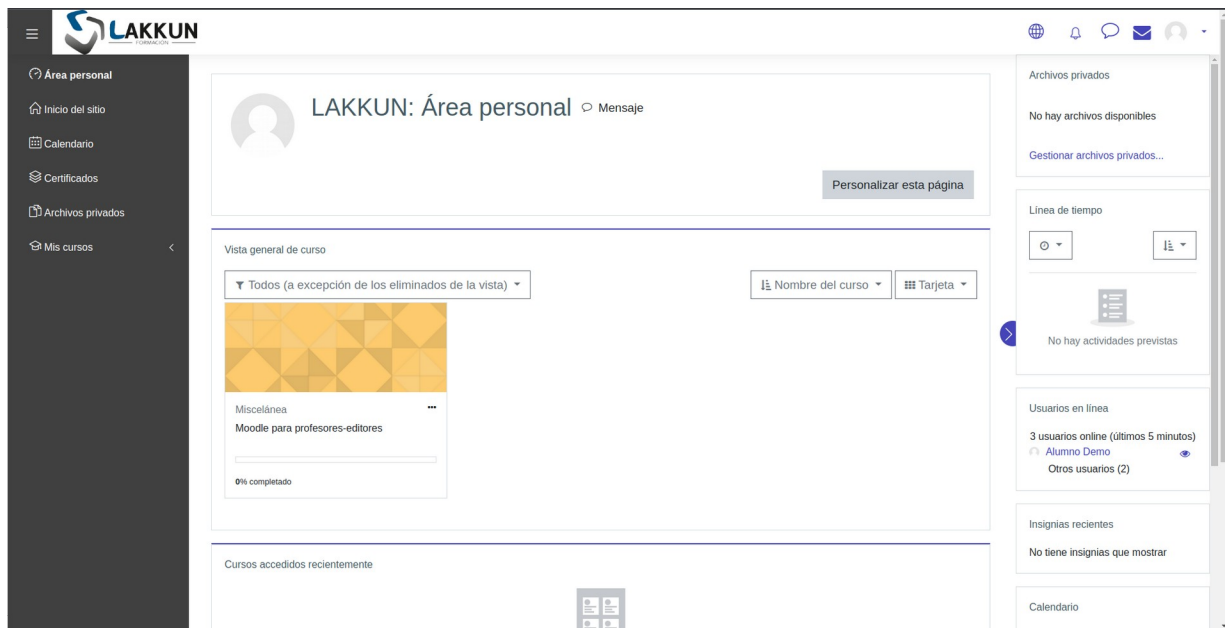 LAKKUN
FORMACIÓN
Área personal
Inicio del sitio
Calendario
Certificados
Archivos privados
Mis cursos
LAKKUN: Área personal
Mensaje
Personalizar esta página
Vista general de curso
Todos (a excepción de los eliminados de la vista)
Nombre del curso
Tarjeta
Miscelánea
Moodle para profesores-editores
0% completado
Cursos accedidos recientemente
Archivos privados
No hay archivos disponibles
Gestionar archivos privados...
Línea de tiempo
No hay actividades previstas
Usuarios en línea
3 usuarios online (últimos 5 minutos)
Alumno Demo
Otros usuarios (2)
Insignias recientes
No tiene insignias que mostrar
Calendario